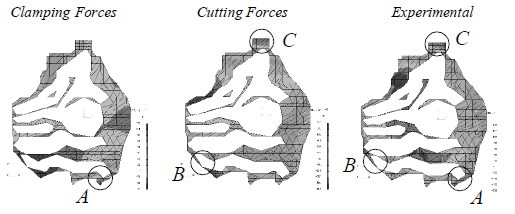 Clamping Forces
Cutting Forces
Experimental
C
C
B
B
A
A